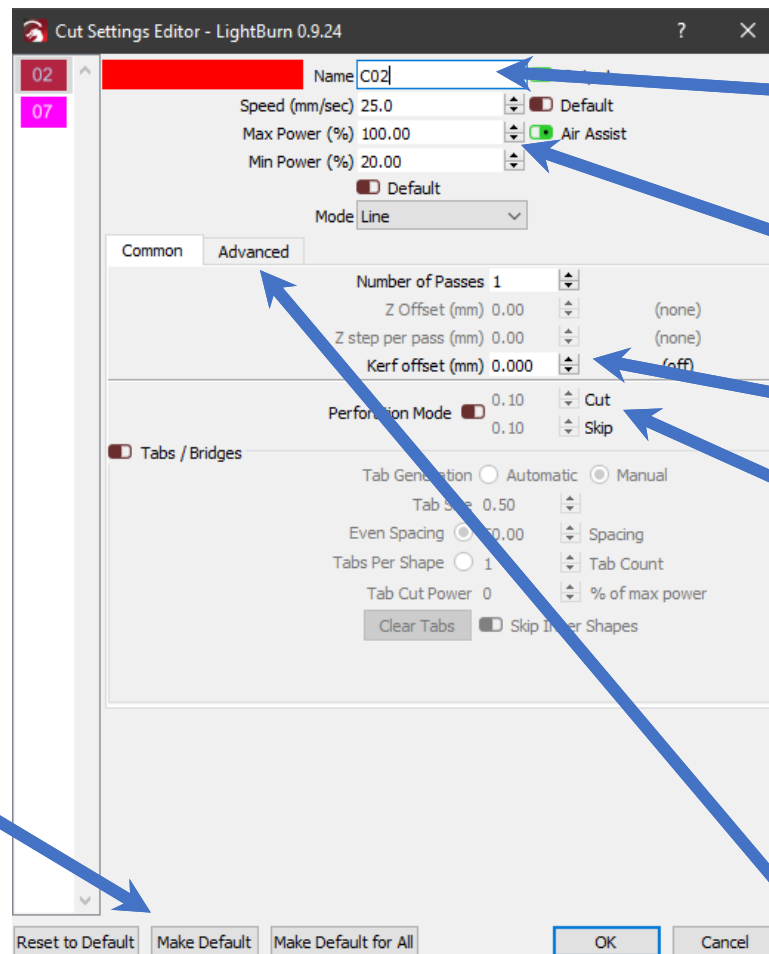 Cut Settings Editor - LightBurn 0.9.24 ?
02 Name C02
07 Speed (mm/sec) 25.0 Default
Max Power (%) 100.00 Air Assist
Min Power (%) 20.00
Default
Mode Line
Common Advanced
Number of Passes 1
Z Offset (mm) 0.00 (none)
Z step per pass (mm) 0.00 (none)
Kerf offset (mm) 0.000 (off)
Perforation Mode 0.10 Cut
0.10 Skip
Tabs / Bridges
Tab Generation Automatic Manual
Tab 0.50
Even Spacing Spacing
Tabs Per Shape 1 Tab Count
Tab Cut Power 0 % of max power
Clear Tabs Skip Inner Shapes
Reset to Default Make Default Make Default for All OK Cancel